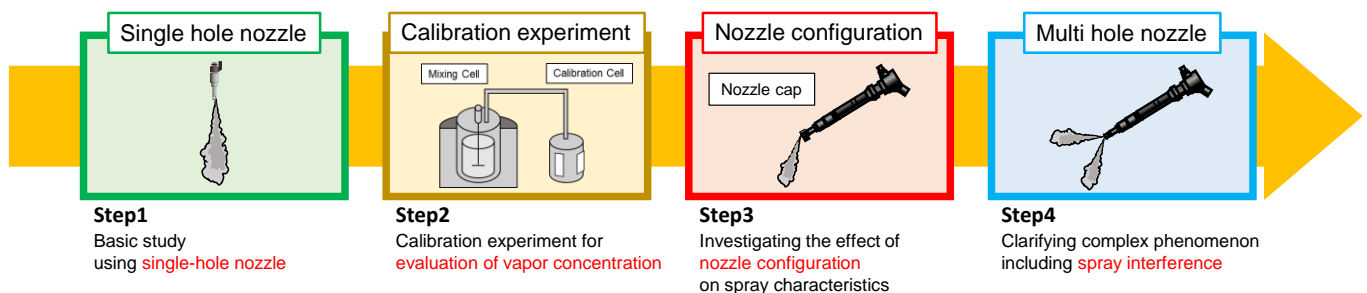 Single hole nozzle
Step1
Basic study
using single-hole nozzle
Calibration experiment
Mixing Cell
Calibration Cell
Step2
Calibration experiment for
evaluation of vapor concentration
Nozzle configuration
Nozzle cap
Step3
Investigating the effect of
nozzle configuration
on spray characteristics
Multi hole nozzle
Step4
Clarifying complex phenomenon
including spray interference